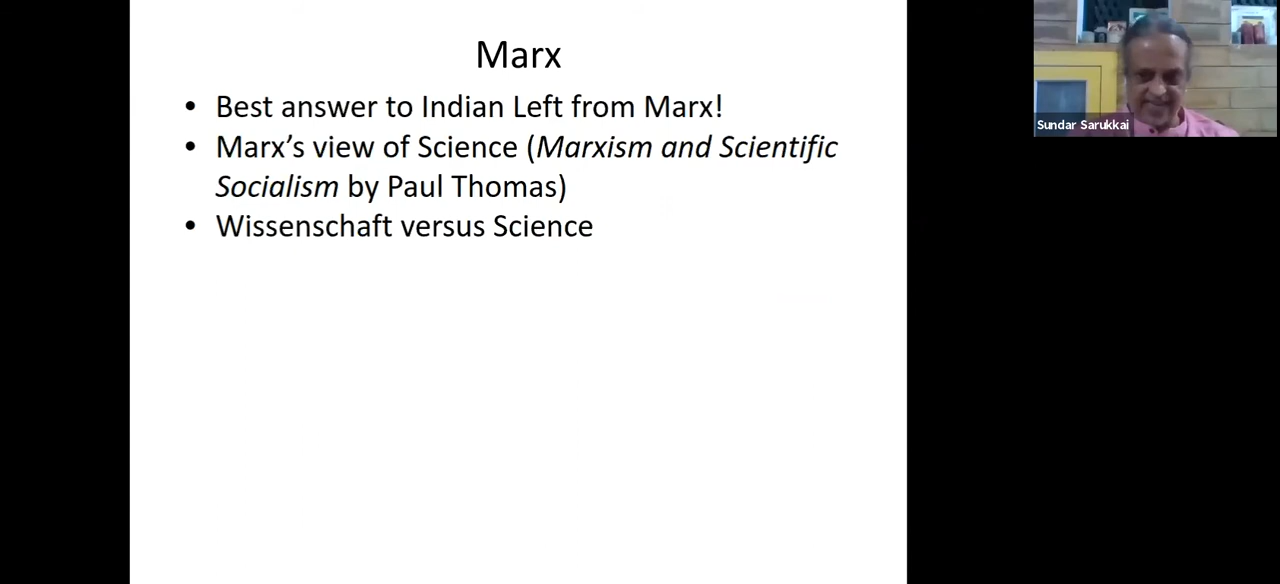 Marx
• Best answer to Indian Left from Marx!
• Marx’s view of Science (Marxism and Scientific
Socialism by Paul Thomas)
• Wissenschaft versus Science
Sundar Sarukkai